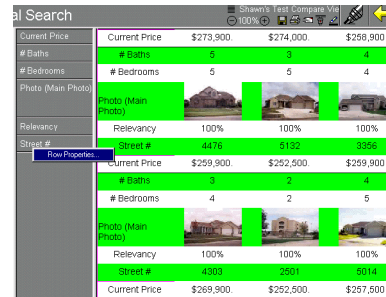 al Search
Shawn's Test Compare Vie
100%
Current Price
# Baths
# Bedrooms
Photo (Main Photo)
Relevancy
Street #
Row Properties...
Current Price $273,900. $274,000. $258,900
# Baths 5 3 4
# Bedrooms 5 5 4
Photo (Main
Photo)
Relevancy 100% 100% 100%
Street # 4476 5132 3356
Current Price $259,900. $252,500. $259,900
# Baths 3 2 4
# Bedrooms 4 2 5
Photo (Main
Photo)
Relevancy 100% 100% 100%
Street # 4303 2501 5014
Current Price $269,900. $252,500. $257,500